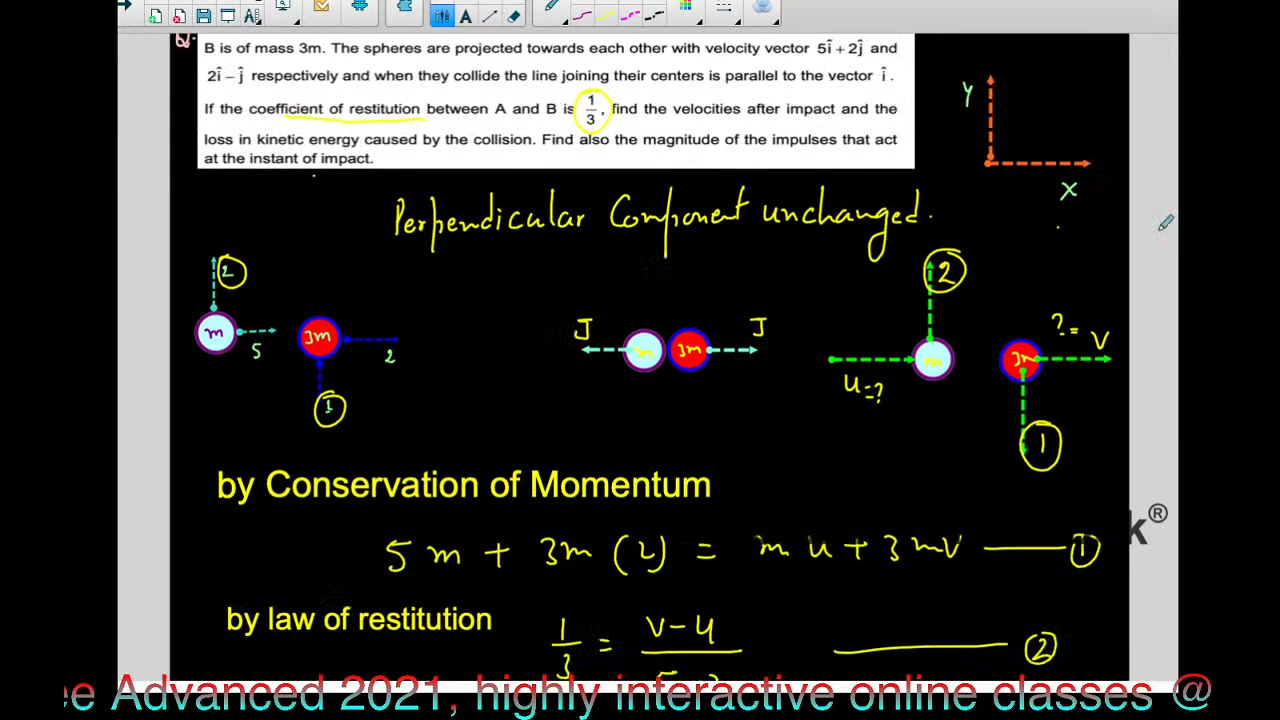 B is of mass 3m. The spheres are projected towards each other with velocity vector 5î + 2ĵ and
2î − ĵ respectively and when they collide the line joining their centers is parallel to the vector î .
If the coefficient of restitution between A and B is 1/3, find the velocities after impact and the
loss in kinetic energy caused by the collision. Find also the magnitude of the impulses that act
at the instant of impact.
Y
X
Perpendicular Component unchanged.
2
m
5
3m
2
1
J
m
3m
J
2
m
u=?
3m
?= V
1
by Conservation of Momentum
5m + 3m (2) = mu + 3mV ——— ①
k®
by law of restitution
1/3 = V-u ——— ②
ee Advanced 2021, highly interactive online classes @